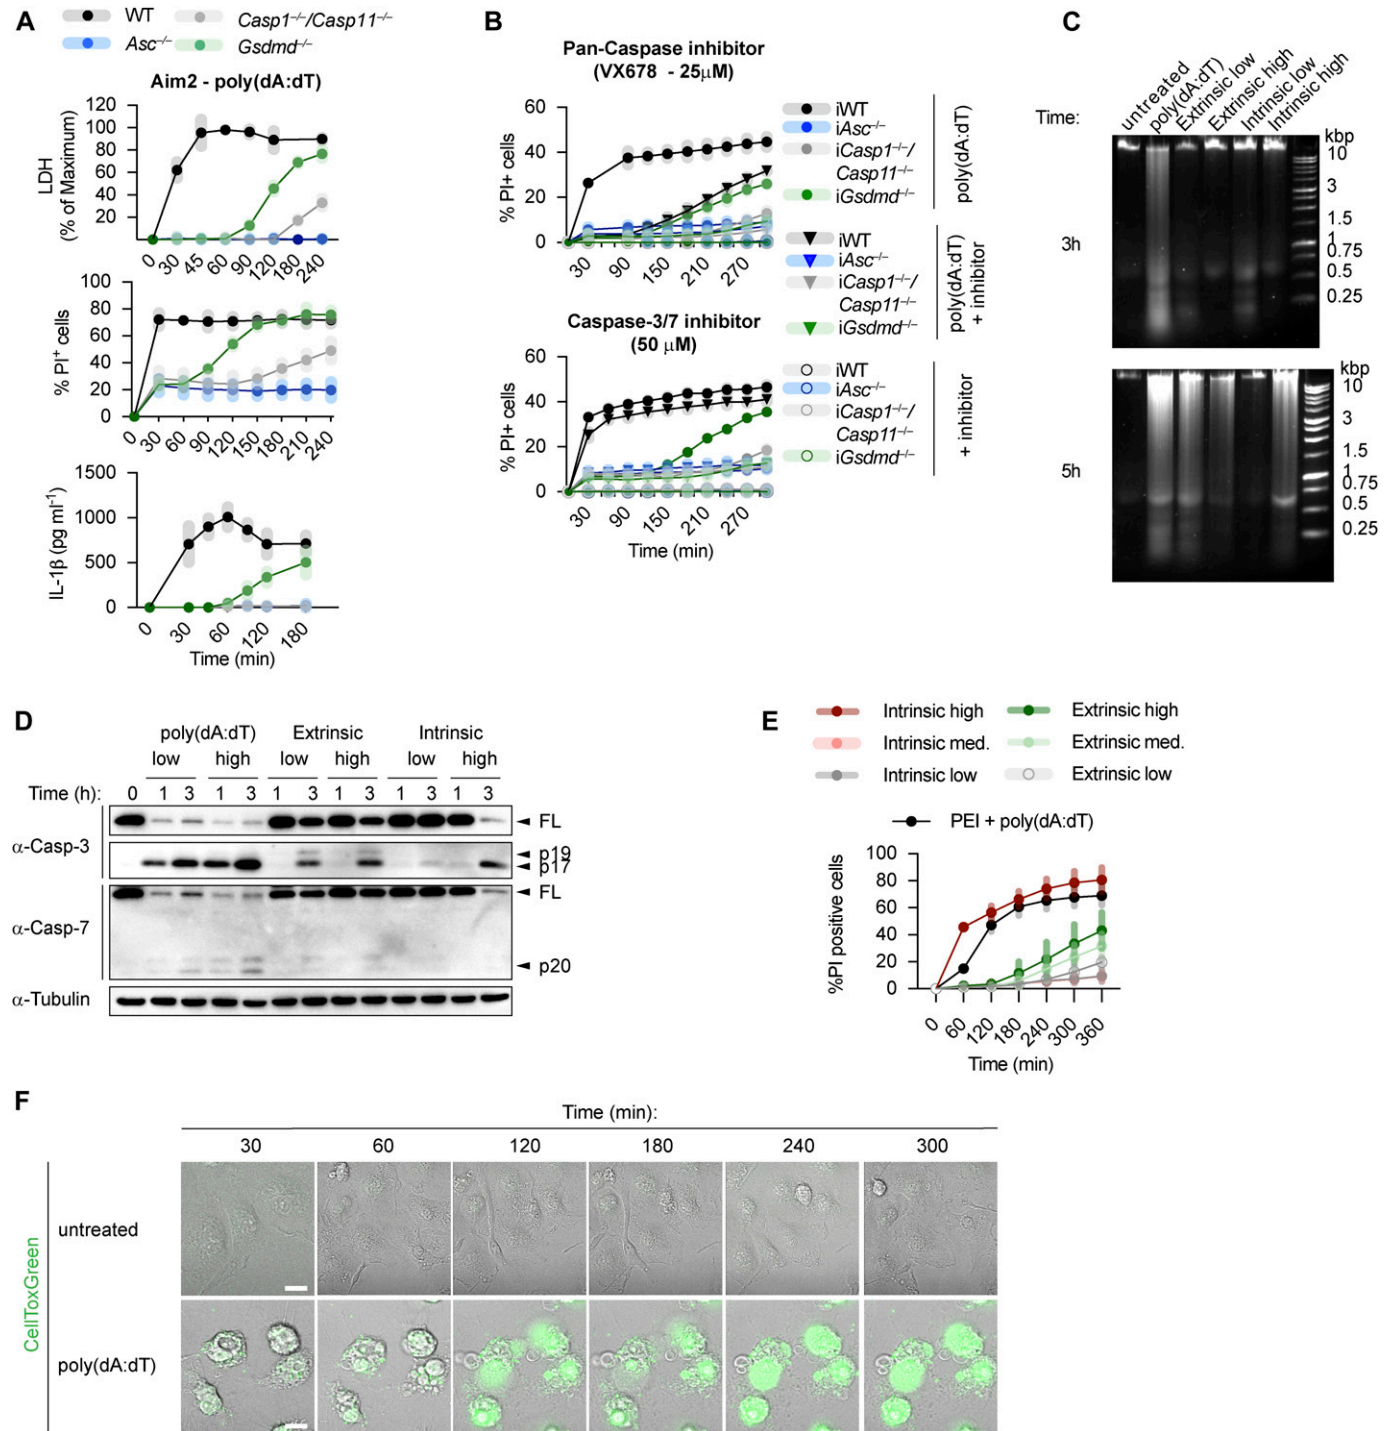 A
WT
Casp1–/–/Casp11–/–
Asc–/–
Gsdmd–/–
Aim2 - poly(dA:dT)
LDH
(% of Maximum)
120
100
80
60
40
20
0 30 45 60 90 120 180 240
% PI+ cells
100
80
60
40
20
0
0 30 60 90 120 150 180 210 240
IL-1β (pg ml-1)
1500
1000
500
0
0 30 60 120 180
Time (min)
B
Pan-Caspase inhibitor
(VX678 - 25μM)
% PI+ cells
60
40
20
0
30 90 150 210 270
Caspase-3/7 inhibitor
(50 μM)
% PI+ cells
60
40
20
0
30 90 150 210 270
Time (min)
iWT
iAsc–/–
iCasp1–/–/
Casp11–/–
iGsdmd–/–
poly(dA:dT)
iWT
iAsc–/–
iCasp1–/–/
Casp11–/–
iGsdmd–/–
poly(dA:dT)
+ inhibitor
iWT
iAsc–/–
iCasp1–/–/
Casp11–/–
iGsdmd–/–
+ inhibitor
C
Time:
untreated
poly(dA:dT)
Extrinsic low
Extrinsic high
Intrinsic low
Intrinsic high
kbp
10
3
1.5
1
0.75
0.5
0.25
3h
kbp
10
3
1.5
1
0.75
0.5
0.25
5h
D
poly(dA:dT) Extrinsic Intrinsic
low high low high low high
Time (h): 0 1 3 1 3 1 3 1 3 1 3 1 3
α-Casp-3
FL
p19
p17
α-Casp-7
FL
p20
α-Tubulin
E
Intrinsic high
Extrinsic high
Intrinsic med.
Extrinsic med.
Intrinsic low
Extrinsic low
PEI + poly(dA:dT)
%PI positive cells
100
80
60
40
20
0
0 60 120 180 240 300 360
Time (min)
F
Time (min):
30 60 120 180 240 300
CellToxGreen
untreated
poly(dA:dT)